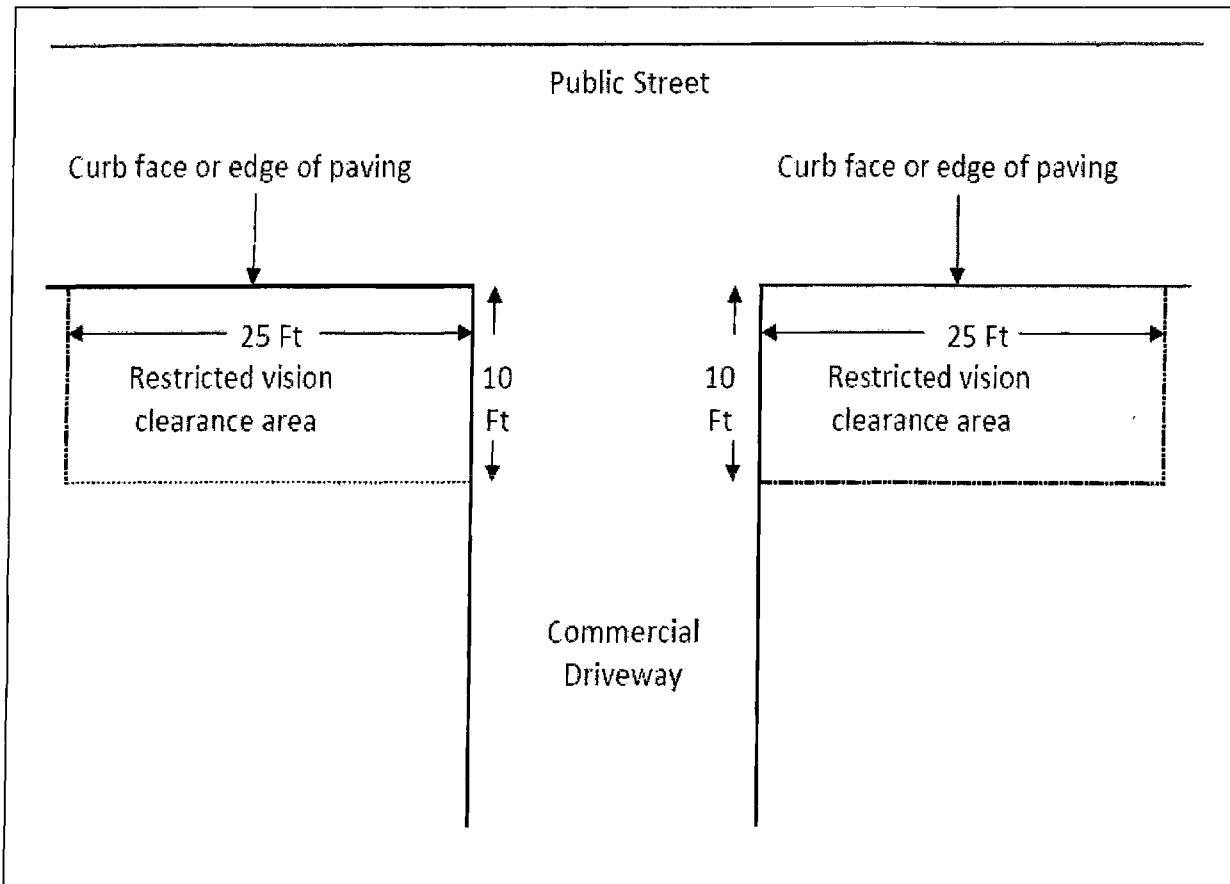 Public Street
Curb face or edge of paving
Curb face or edge of paving
25 Ft
Restricted vision
clearance area
10
Ft
10
Ft
25 Ft
Restricted vision
clearance area
Commercial
Driveway